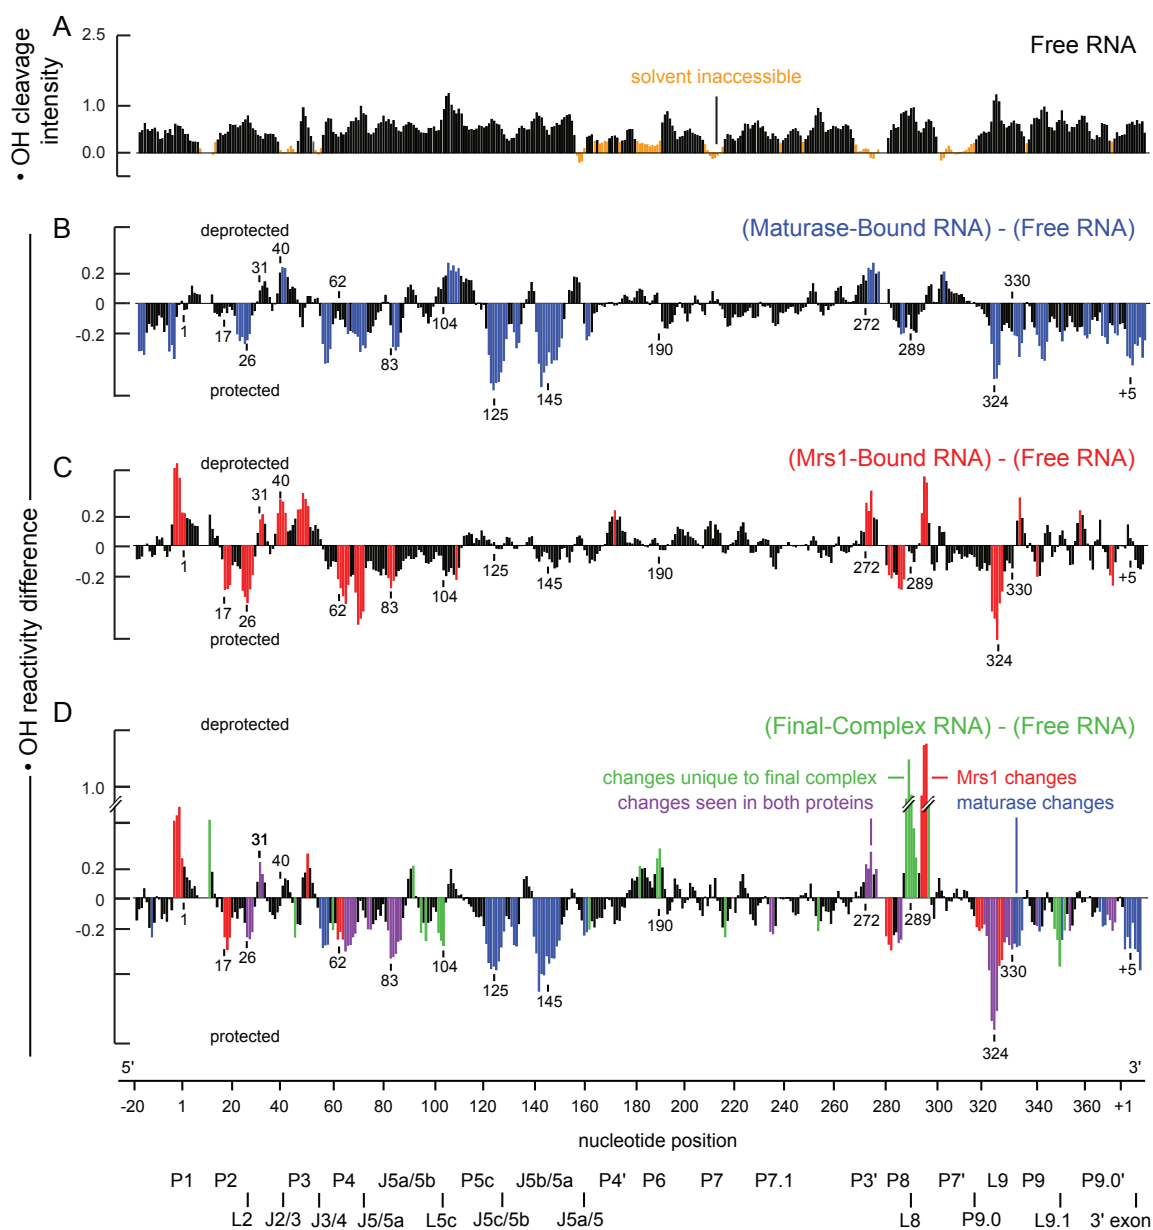 A
2.5
1.0
0.0
• OH cleavage
intensity
Free RNA
solvent inaccessible
B
(Maturase-Bound RNA) - (Free RNA)
deprotected
0.2
0
-0.2
31 40 62 330
1 17 26 83 104 125 145 190 272 289 324 +5
protected
• OH reactivity difference
C
(Mrs1-Bound RNA) - (Free RNA)
deprotected
0.2
0
-0.2
31 40
1 17 26 62 83 104 125 145 190 272 289 324 330 +5
protected
D
(Final-Complex RNA) - (Free RNA)
deprotected
changes unique to final complex
Mrs1 changes
changes seen in both proteins
maturase changes
1.0
0.2
0
-0.2
31 40
1 17 26 62 83 104 125 145 190 272 289 324 330 +5
protected
5' 3'
-20 1 20 40 60 80 100 120 140 160 180 200 220 240 260 280 300 320 340 360 +1
nucleotide position
P1 P2 P3 P4 J5a/5b P5c J5b/5a P4' P6 P7 P7.1 P3' P8 P7' L9 P9 P9.0'
L2 J2/3 J3/4 J5/5a L5c J5c/5b J5a/5 L8 P9.0 L9.1 3' exon